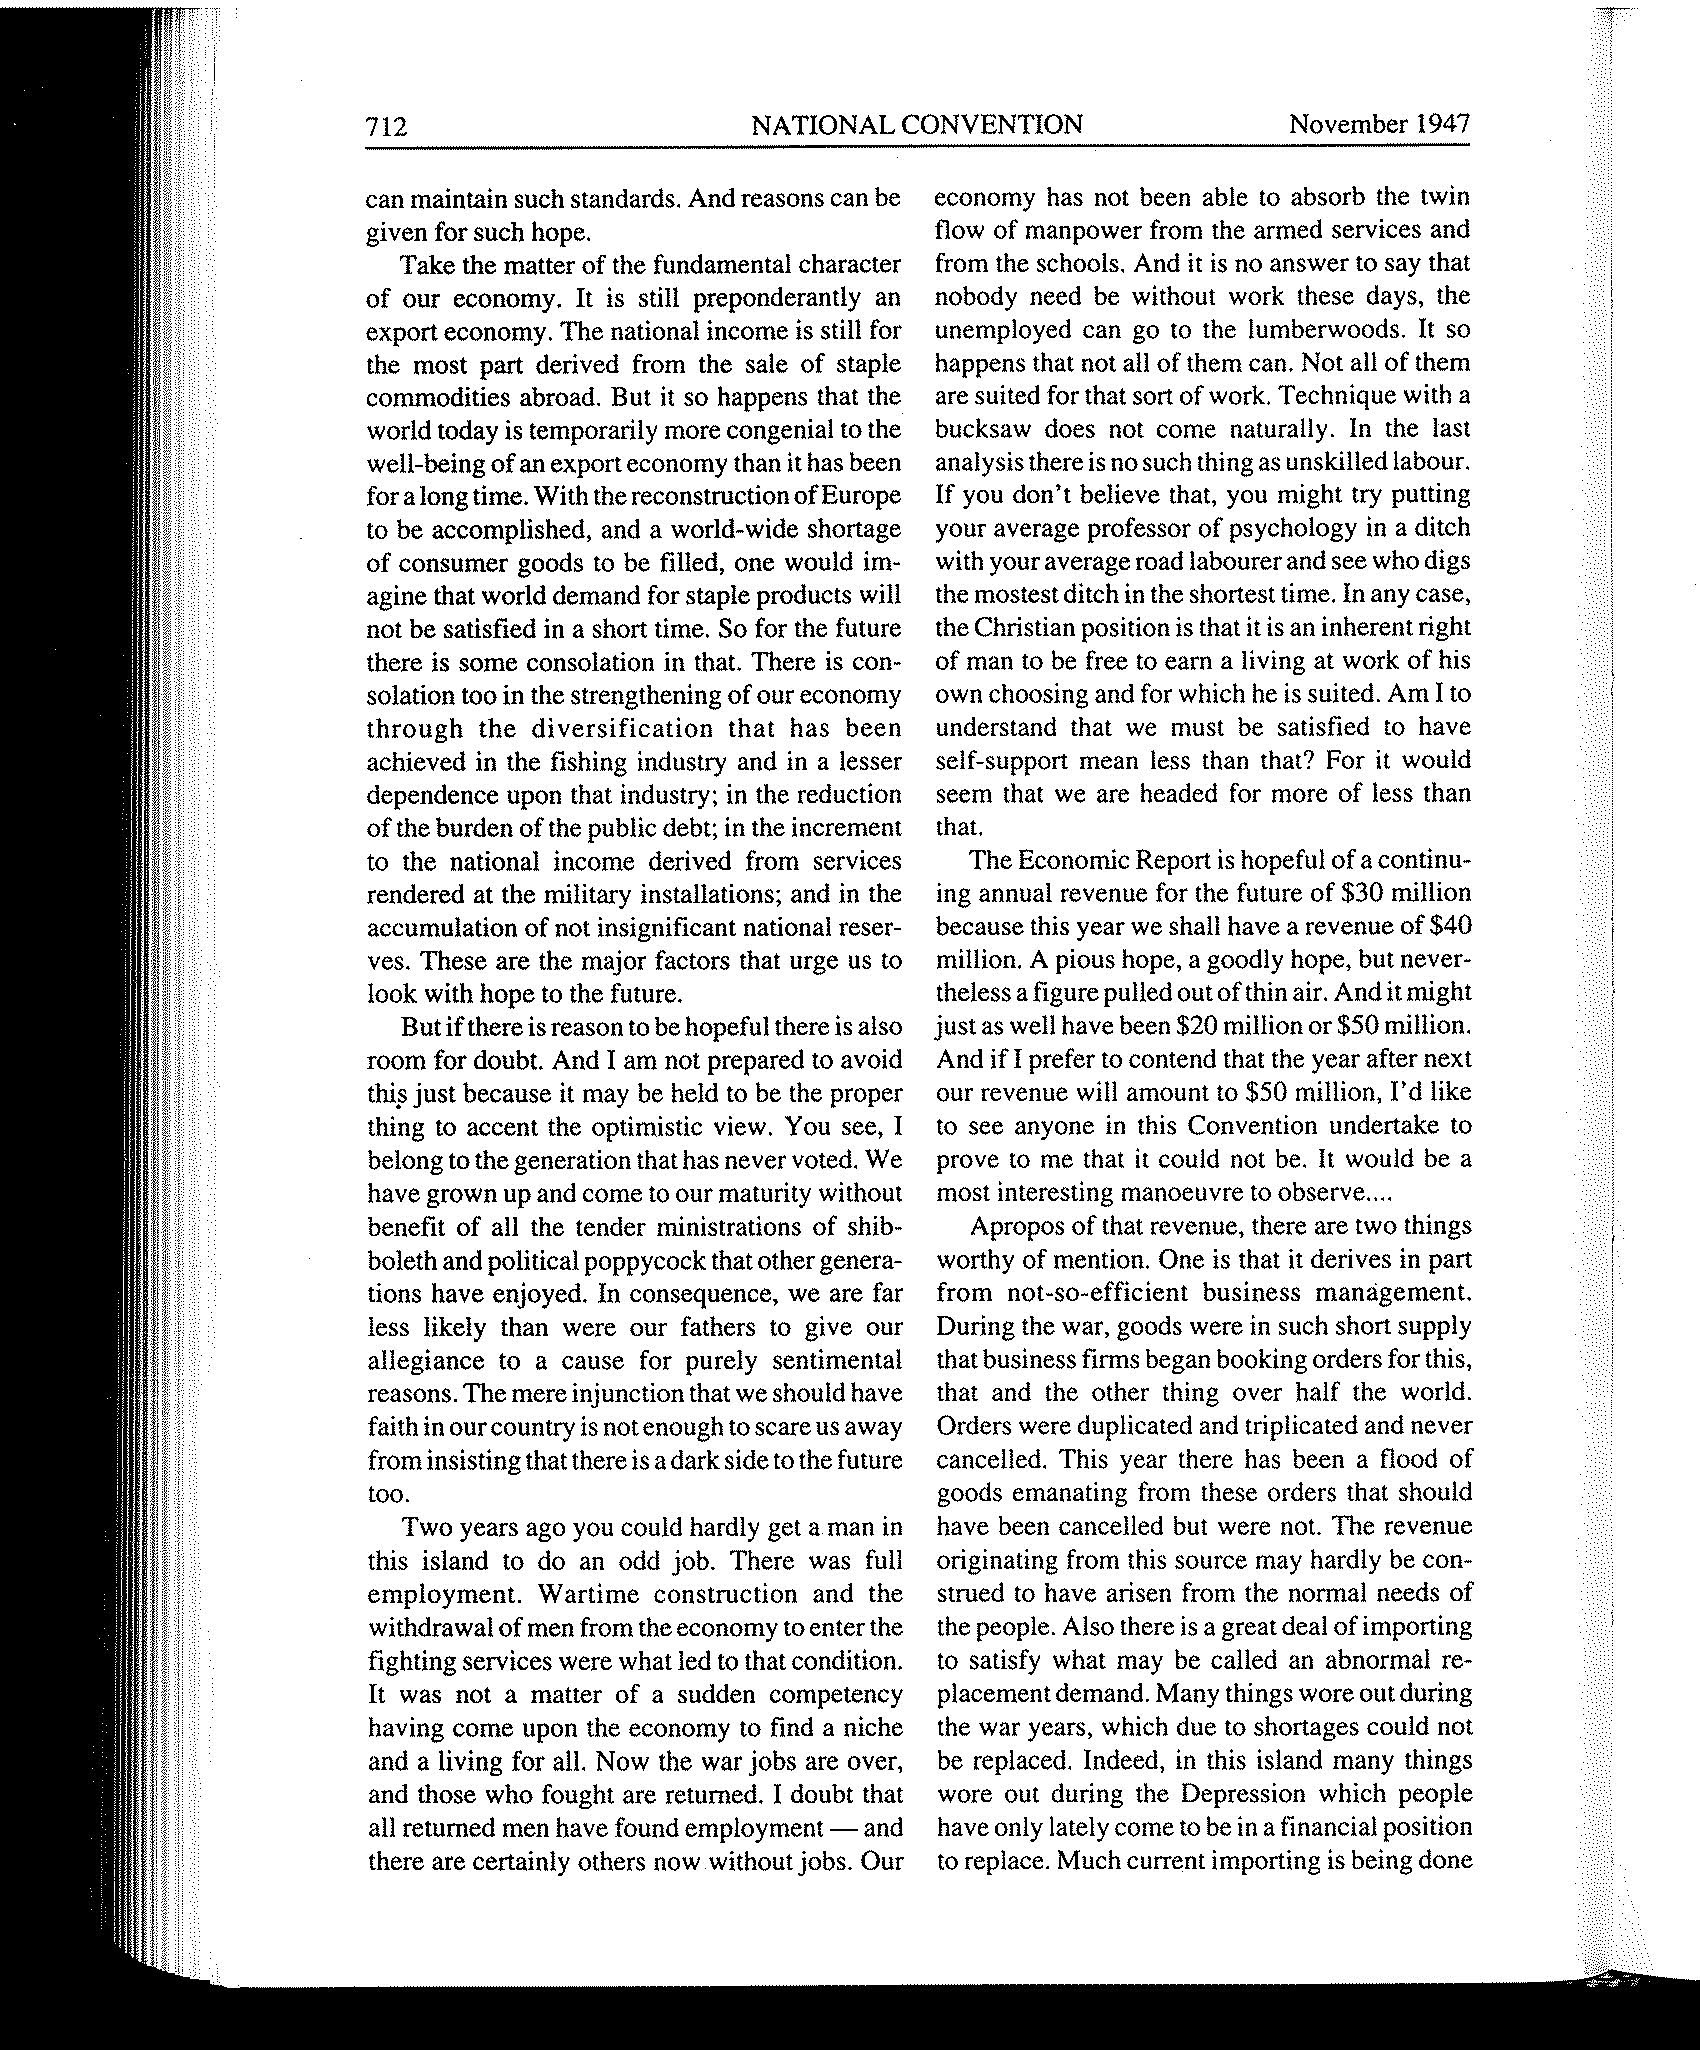 712
NATIONAL CONVENTION
November 1947
can maintain such standards. And reasons can be
given for such hope.
Take the matter of the fundamental character
of our economy. It is still preponderantly an
export economy. The national income is still for
the most part derived from the sale of staple
commodities abroad. But it so happens that the
world today is temporarily more congenial to the
well-being of an export economy than it has been
for a long time. With the reconstruction of Europe
to be accomplished, and a world-wide shortage
of consumer goods to be filled, one would im-
agine that world demand for staple products will
not be satisfied in a short time. So for the future
there is some consolation in that. There is con-
solation too in the strengthening of our economy
through the diversification that has been
achieved in the fishing industry and in a lesser
dependence upon that industry; in the reduction
of the burden of the public debt; in the increment
to the national income derived from services
rendered at the military installations; and in the
accumulation of not insignificant national reser-
ves. These are the major factors that urge us to
look with hope to the future.
But if there is reason to be hopeful there is also
room for doubt. And I am not prepared to avoid
this just because it may be held to be the proper
thing to accent the optimistic view. You see, I
belong to the generation that has never voted. We
have grown up and come to our maturity without
benefit of all the tender ministrations of shib-
boleth and political poppycock that other genera-
tions have enjoyed. In consequence, we are far
less likely than were our fathers to give our
allegiance to a cause for purely sentimental
reasons. The mere injunction that we should have
faith in our country is not enough to scare us away
from insisting that there is a dark side to the future
too.
Two years ago you could hardly get a man in
this island to do an odd job. There was full
employment. Wartime construction and the
withdrawal of men from the economy to enter the
fighting services were what led to that condition.
It was not a matter of a sudden competency
having come upon the economy to find a niche
and a living for all. Now the war jobs are over,
and those who fought are returned. I doubt that
all returned men have found employment — and
there are certainly others now without jobs. Our
economy has not been able to absorb the twin
flow of manpower from the armed services and
from the schools. And it is no answer to say that
nobody need be without work these days, the
unemployed can go to the lumberwoods. It so
happens that not all of them can. Not all of them
are suited for that sort of work. Technique with a
bucksaw does not come naturally. In the last
analysis there is no such thing as unskilled labour.
If you don't believe that, you might try putting
your average professor of psychology in a ditch
with your average road labourer and see who digs
the mostest ditch in the shortest time. In any case,
the Christian position is that it is an inherent right
of man to be free to earn a living at work of his
own choosing and for which he is suited. Am I to
understand that we must be satisfied to have
self-support mean less than that? For it would
seem that we are headed for more of less than
that.
The Economic Report is hopeful of a continu-
ing annual revenue for the future of $30 million
because this year we shall have a revenue of $40
million. A pious hope, a goodly hope, but never-
theless a figure pulled out of thin air. And it might
just as well have been $20 million or $50 million.
And if I prefer to contend that the year after next
our revenue will amount to $50 million, I'd like
to see anyone in this Convention undertake to
prove to me that it could not be. It would be a
most interesting manoeuvre to observe....
Apropos of that revenue, there are two things
worthy of mention. One is that it derives in part
from not-so-efficient business management.
During the war, goods were in such short supply
that business firms began booking orders for this,
that and the other thing over half the world.
Orders were duplicated and triplicated and never
cancelled. This year there has been a flood of
goods emanating from these orders that should
have been cancelled but were not. The revenue
originating from this source may hardly be con-
strued to have arisen from the normal needs of
the people. Also there is a great deal of importing
to satisfy what may be called an abnormal re-
placement demand. Many things wore out during
the war years, which due to shortages could not
be replaced. Indeed, in this island many things
wore out during the Depression which people
have only lately come to be in a financial position
to replace. Much current importing is being done